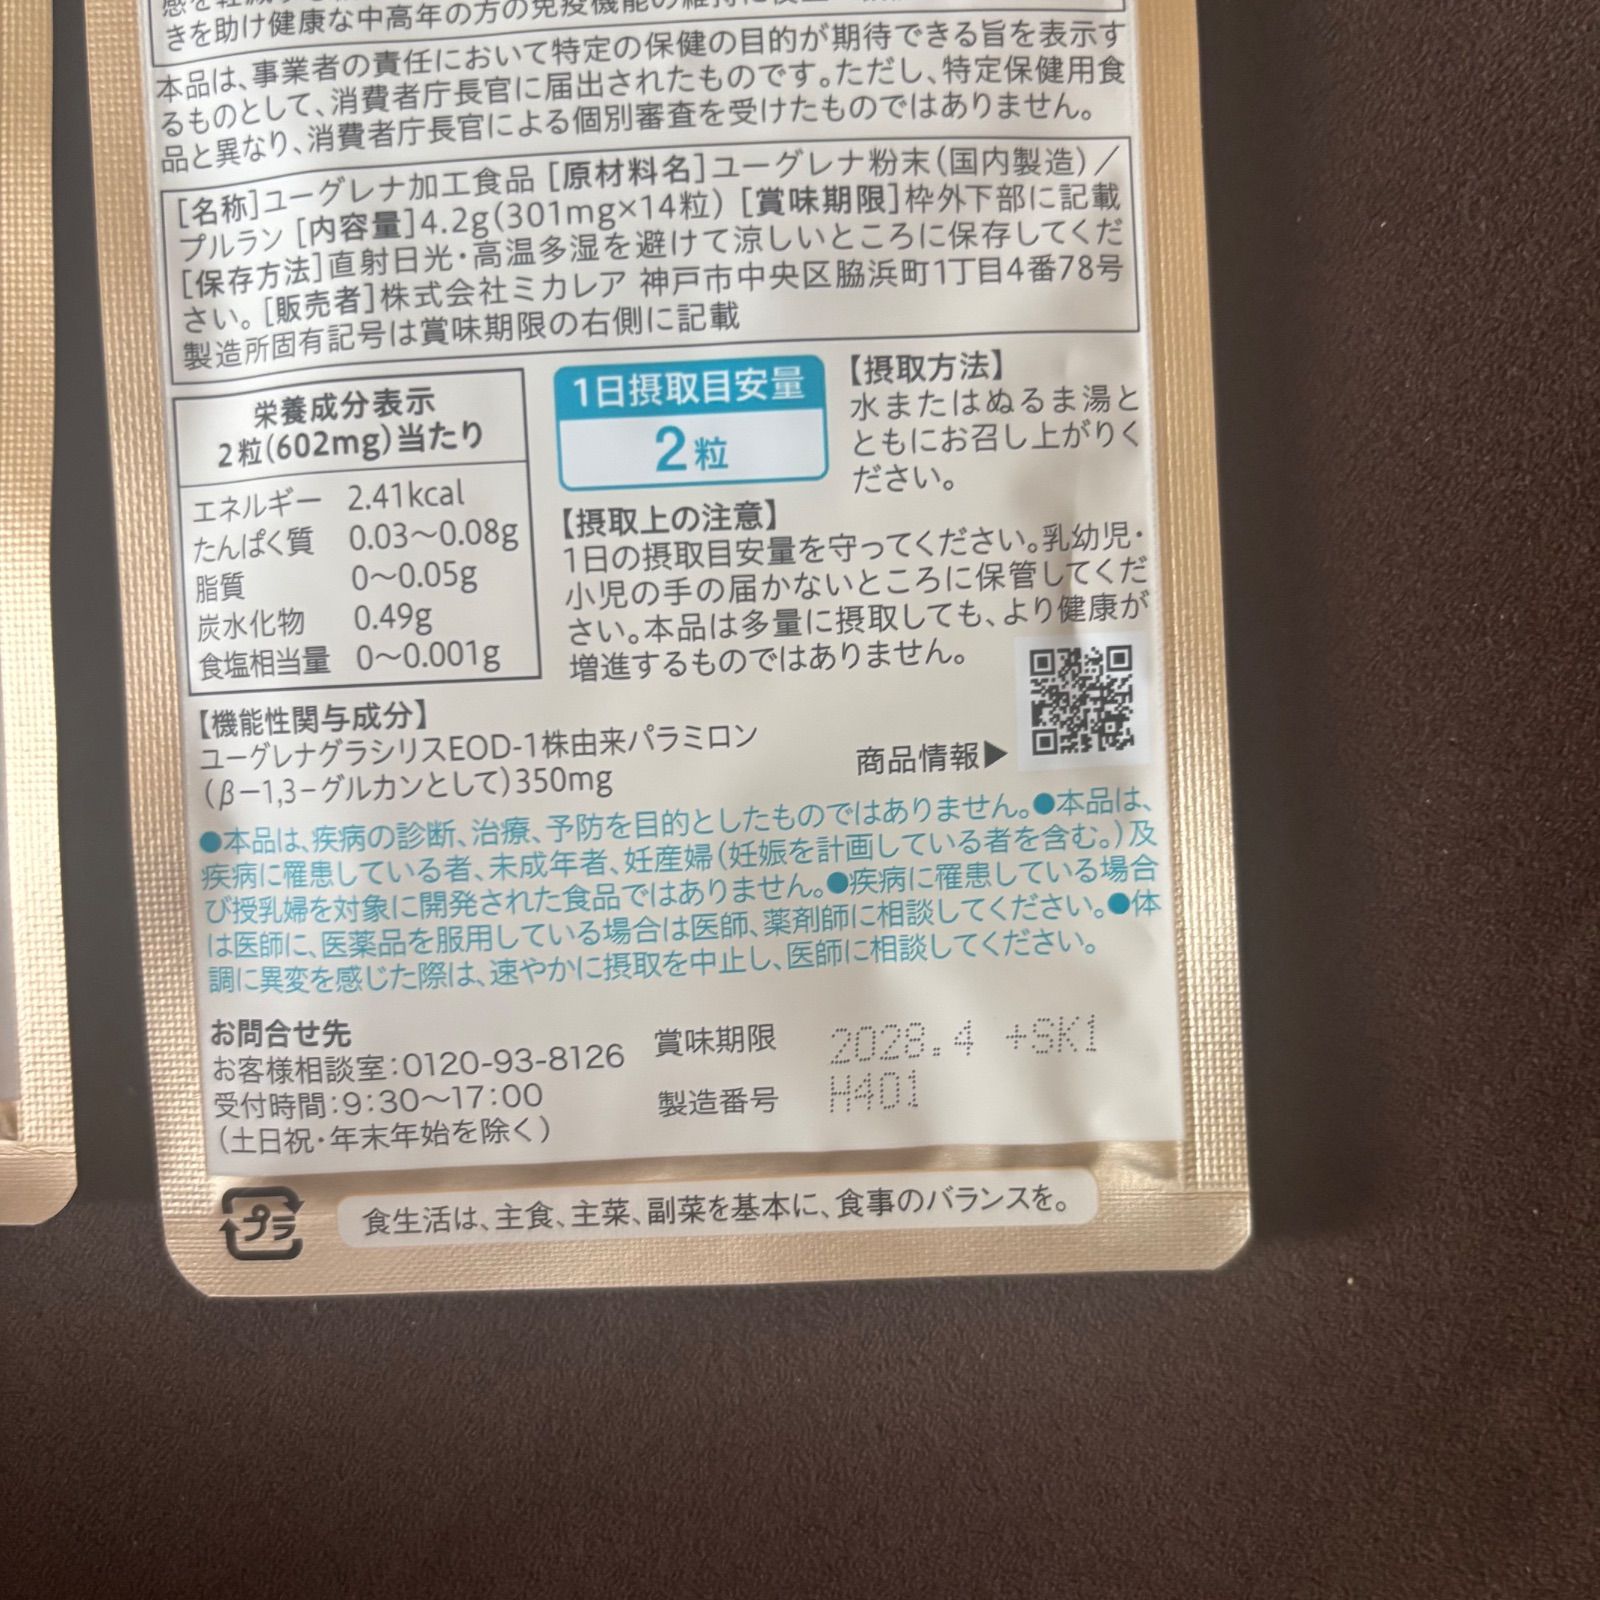 きを助け健康な中高年の方の免疫機能の維持に役立
本品は、事業者の責任において特定の保健の目的が期待できる旨を表示す
るものとして、消費者庁長官に届出されたものです。ただし、特定保健用食
品と異なり、消費者庁長官による個別審査を受けたものではありません。
[名称]ユーグレナ加工食品 [原材料名]ユーグレナ粉末(国内製造)/
プルラン [内容量]4.2g(301mg×14粒) [賞味期限]枠外下部に記載
[保存方法]直射日光・高温多湿を避けて涼しいところに保存してくだ
さい。[販売者]株式会社ミカレア 神戸市中央区脇浜町1丁目4番78号
製造所固有記号は賞味期限の右側に記載
栄養成分表示
2粒(602mg)当たり
エネルギー 2.41kcal
たんぱく質 0.03〜0.08g
脂質 0〜0.05g
炭水化物 0.49g
食塩相当量 0〜0.001g
1日摂取目安量
2粒
【摂取方法】
水またはぬるま湯と
ともにお召し上がりく
ださい。
【摂取上の注意】
1日の摂取目安量を守ってください。乳幼児・
小児の手の届かないところに保管してくだ
さい。本品は多量に摂取しても、より健康が
増進するものではありません。
【機能性関与成分】
ユーグレナグラシリスEOD-1株由来パラミロン
(β−1,3−グルカンとして)350mg
商品情報▶
●本品は、疾病の診断、治療、予防を目的としたものではありません。●本品は、
疾病に罹患している者、未成年者、妊産婦(妊娠を計画している者を含む。)及
び授乳婦を対象に開発された食品ではありません。●疾病に罹患している場合
は医師に、医薬品を服用している場合は医師、薬剤師に相談してください。●体
調に異変を感じた際は、速やかに摂取を中止し、医師に相談してください。
お問合せ先
お客様相談室:0120-93-8126
受付時間:9:30〜17:00
(土日祝・年末年始を除く)
賞味期限 2028.4 +SK1
製造番号 H401
プラ
食生活は、主食、主菜、副菜を基本に、食事のバランスを。